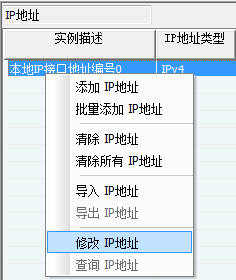 IP地址
实例描述 IP地址类型
本地IP接口地址编号0 IPv4
添加 IP地址
批量添加 IP地址
清除 IP地址
清除所有 IP地址
导入 IP地址
导出 IP地址
修改 IP地址
查询 IP地址